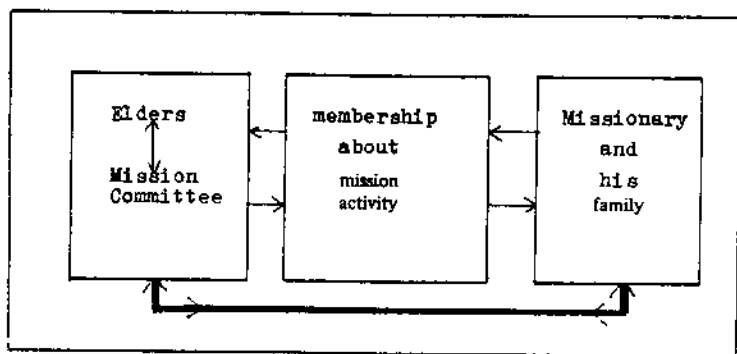 Elders
Mission
Committee
membership
about
mission
activity
Missionary
and
his
family